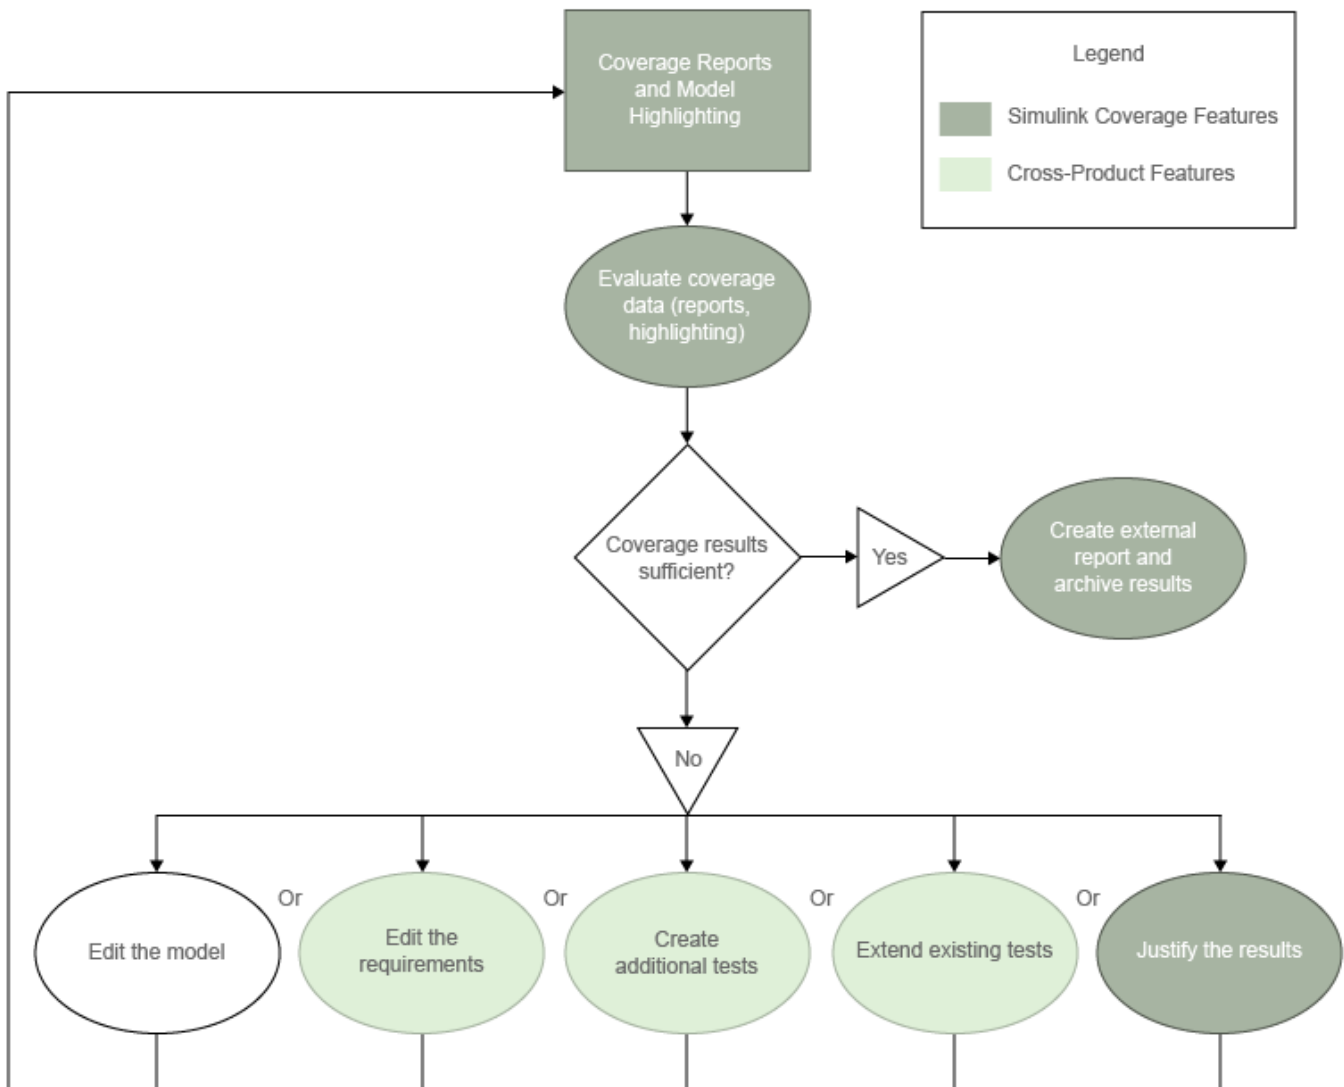 Coverage Reports
and Model
Highlighting
Legend
Simulink Coverage Features
Cross-Product Features
Evaluate coverage
data (reports,
highlighting)
Coverage results
sufficient?
Yes
Create external
report and
archive results
No
Edit the model
Or
Edit the
requirements
Or
Create
additional tests
Or
Extend existing tests
Or
Justify the results